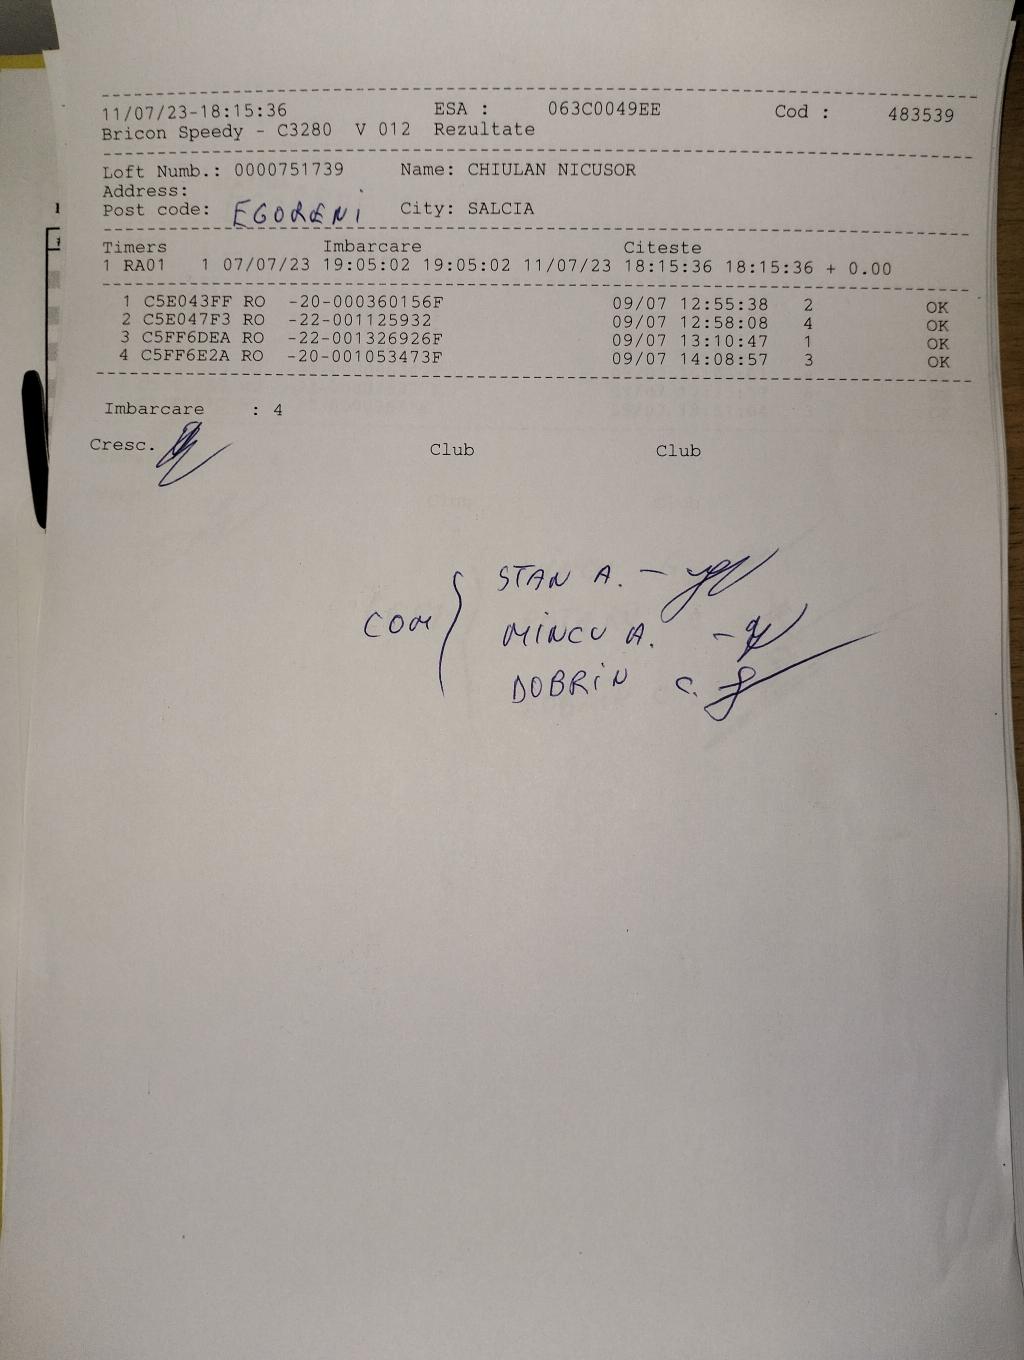 11/07/23-18:15:36 ESA : 063C0049EE Cod : 483539
Bricon Speedy - C3280 V 012 Rezultate
Loft Numb.: 0000751739 Name: CHIULAN NICUSOR
Address:
Post code: EGORENI City: SALCIA
Timers Imbarcare Citeste
1 RA01 1 07/07/23 19:05:02 19:05:02 11/07/23 18:15:36 18:15:36 + 0.00
1 C5E043FF RO -20-000360156F 09/07 12:55:38 2 OK
2 C5E047F3 RO -22-001125932 09/07 12:58:08 4 OK
3 C5FF6DEA RO -22-001326926F 09/07 13:10:47 1 OK
4 C5FF6E2A RO -20-001053473F 09/07 14:08:57 3 OK
Imbarcare : 4
Cresc. Club Club
STAN A. -
COM MINCU A. -
DOBRIN C.